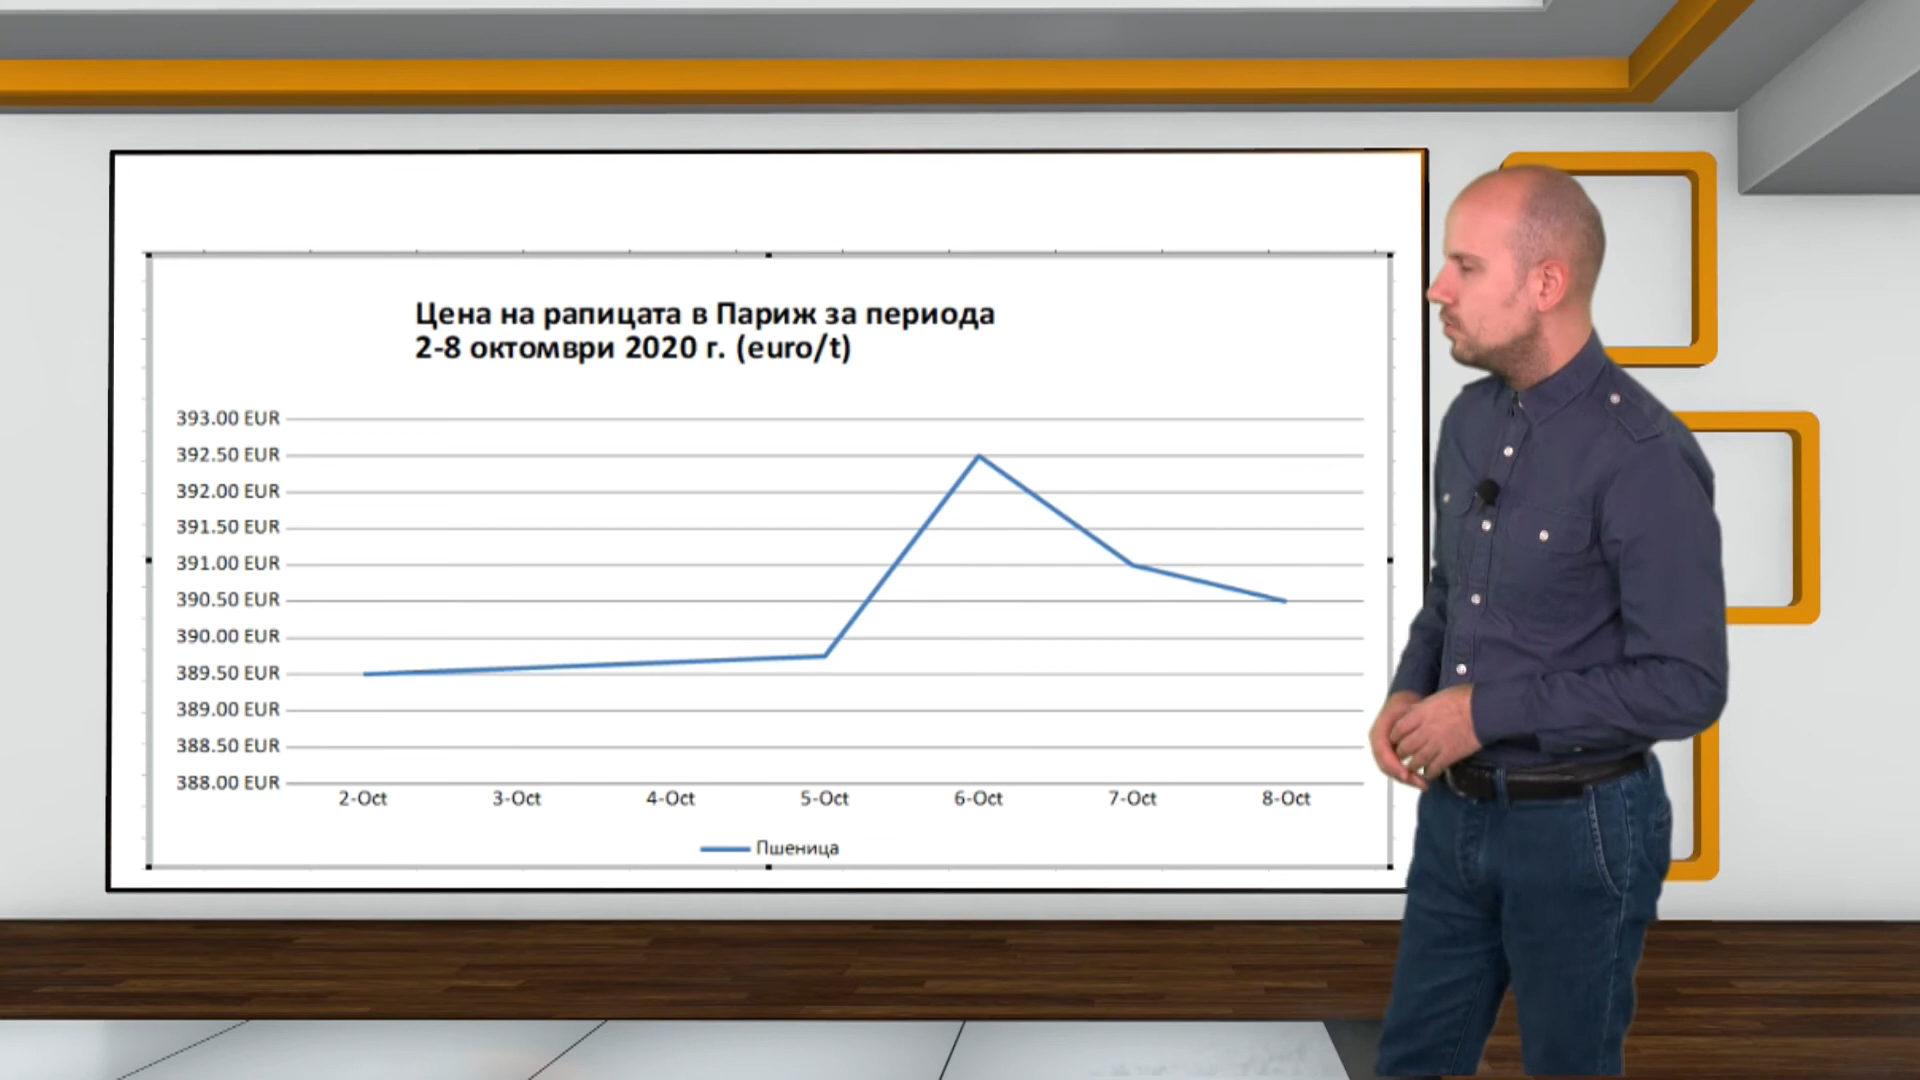 Цена на рапицата в Париж за периода
2-8 октомври 2020 г. (euro/t)
393.00 EUR
392.50 EUR
392.00 EUR
391.50 EUR
391.00 EUR
390.50 EUR
390.00 EUR
389.50 EUR
389.00 EUR
388.50 EUR
388.00 EUR
2-Oct 3-Oct 4-Oct 5-Oct 6-Oct 7-Oct 8-Oct
Пшеница